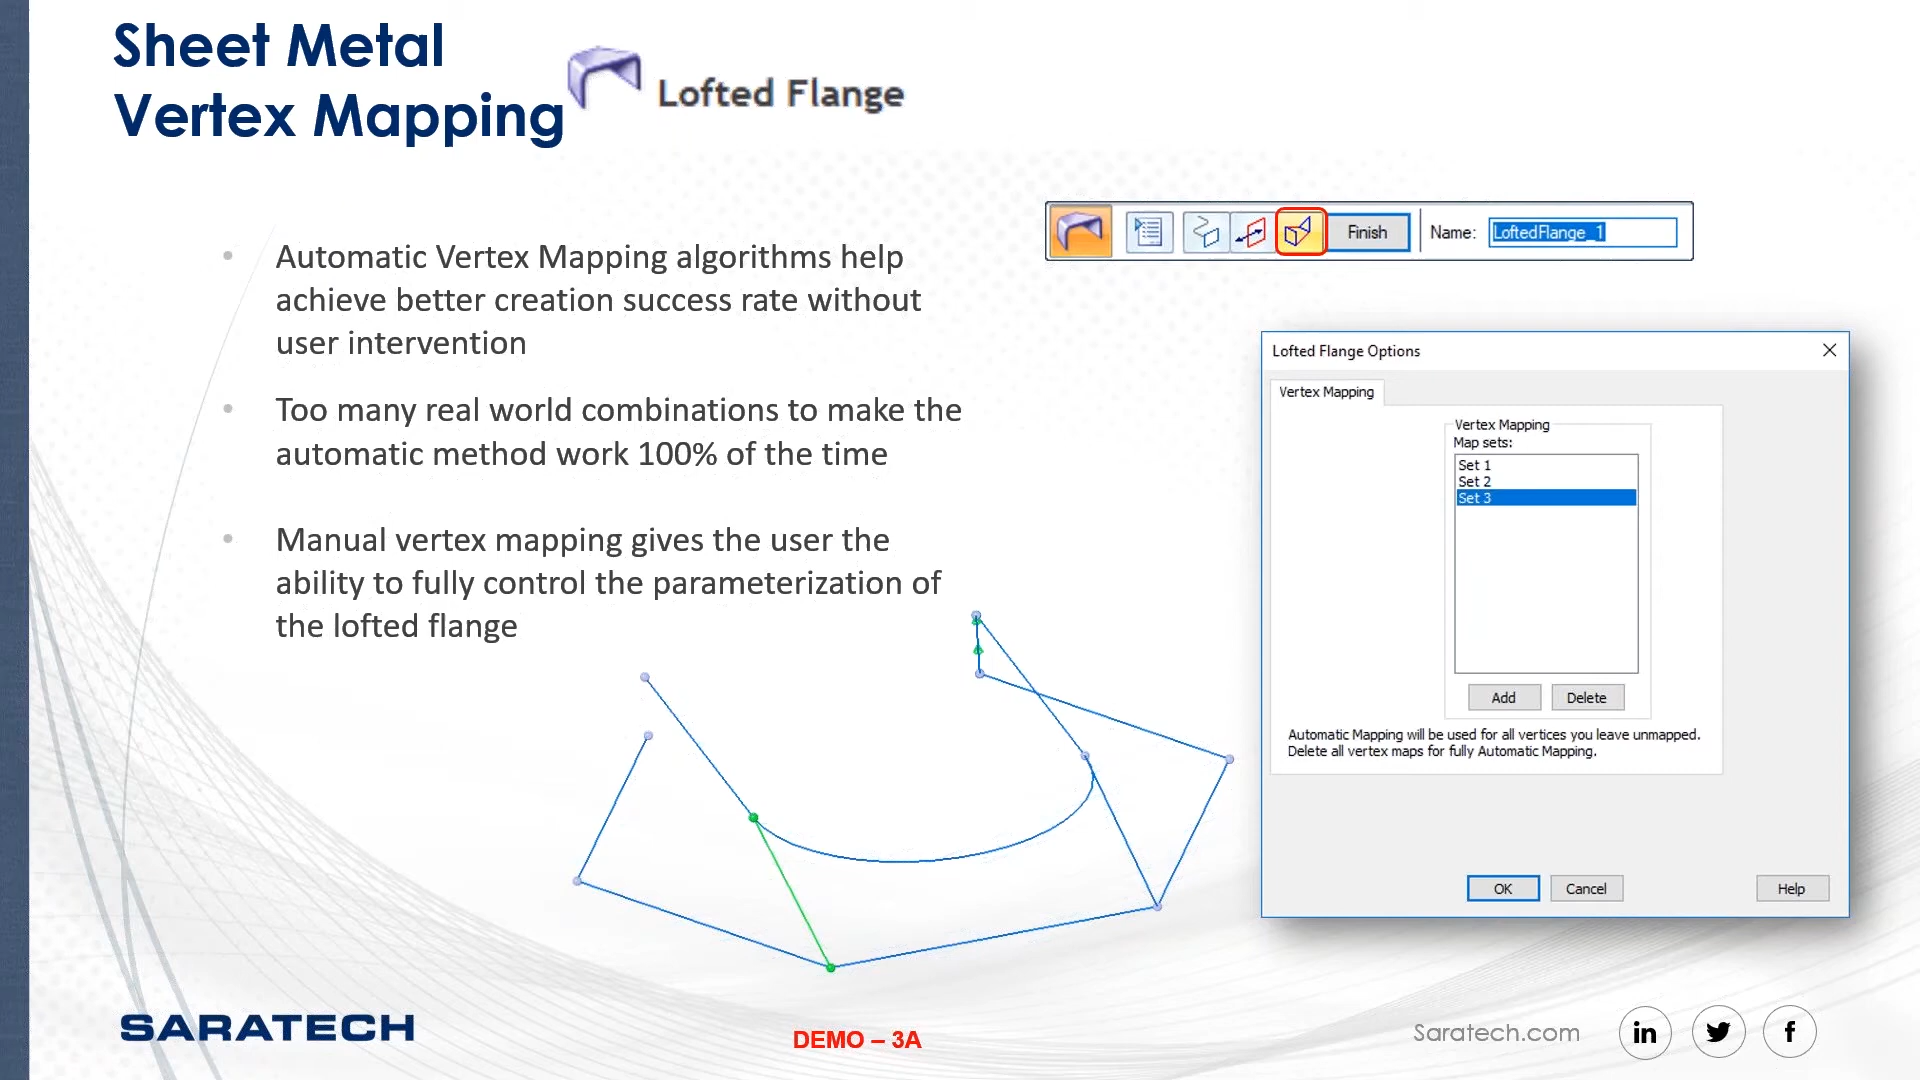 Sheet Metal
Vertex Mapping
Lofted Flange
Finish
Name:
LoftedFlange_1
• Automatic Vertex Mapping algorithms help
achieve better creation success rate without
user intervention
• Too many real world combinations to make the
automatic method work 100% of the time
• Manual vertex mapping gives the user the
ability to fully control the parameterization of
the lofted flange
Lofted Flange Options
Vertex Mapping
Vertex Mapping
Map sets:
Set 1
Set 2
Set 3
Add
Delete
Automatic Mapping will be used for all vertices you leave unmapped.
Delete all vertex maps for fully Automatic Mapping.
OK
Cancel
Help
SARATECH
DEMO – 3A
Saratech.com
in
f